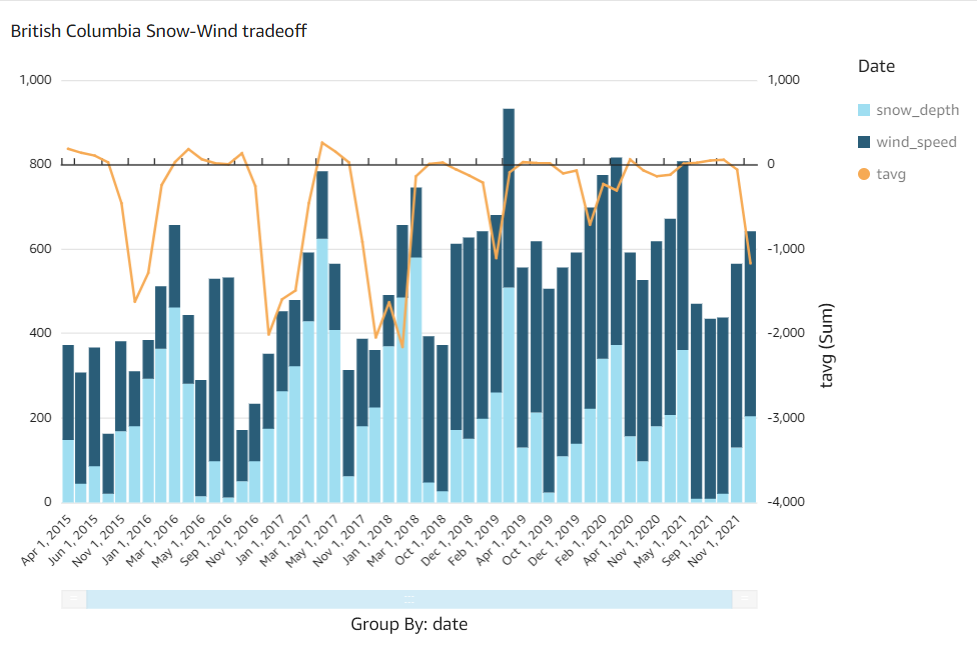 British Columbia Snow-Wind tradeoff
Date
snow_depth
wind_speed
tavg
1,000
800
600
400
200
0
1,000
0
-1,000
-2,000
-3,000
-4,000
tavg (Sum)
Apr 1, 2015
Jun 1, 2015
Nov 1, 2015
Jan 1, 2016
Mar 1, 2016
May 1, 2016
Sep 1, 2016
Nov 1, 2016
Jan 1, 2017
Mar 1, 2017
May 1, 2017
Nov 1, 2017
Jan 1, 2018
Mar 1, 2018
Oct 1, 2018
Dec 1, 2018
Feb 1, 2019
Apr 1, 2019
Oct 1, 2019
Dec 1, 2019
Feb 1, 2020
Apr 1, 2020
Nov 1, 2020
May 1, 2021
Sep 1, 2021
Nov 1, 2021
Group By: date